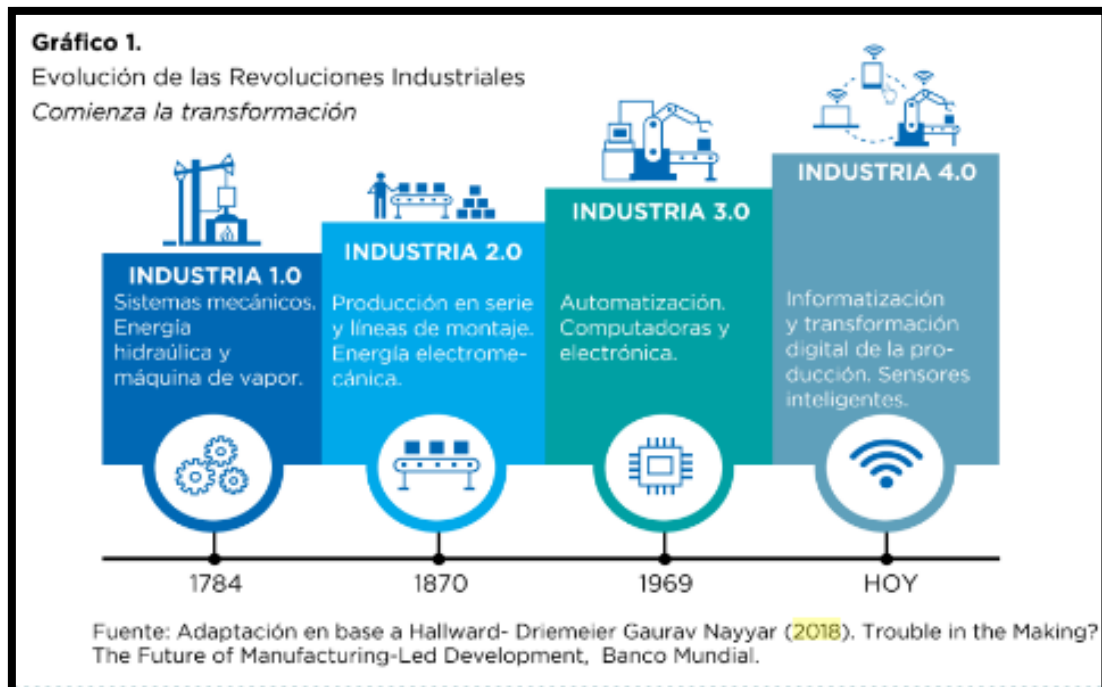 Gráfico 1.
Evolución de las Revoluciones Industriales
Comienza la transformación
INDUSTRIA 1.0
Sistemas mecánicos.
Energía
hidraúlica y
máquina de vapor.
INDUSTRIA 2.0
Producción en serie
y líneas de montaje.
Energía electrome-
cánica.
INDUSTRIA 3.0
Automatización.
Computadoras y
electrónica.
INDUSTRIA 4.0
Informatización
y transformación
digital de la pro-
ducción. Sensores
inteligentes.
1784
1870
1969
HOY
Fuente: Adaptación en base a Hallward- Driemeier Gaurav Nayyar (2018). Trouble in the Making?
The Future of Manufacturing-Led Development, Banco Mundial.